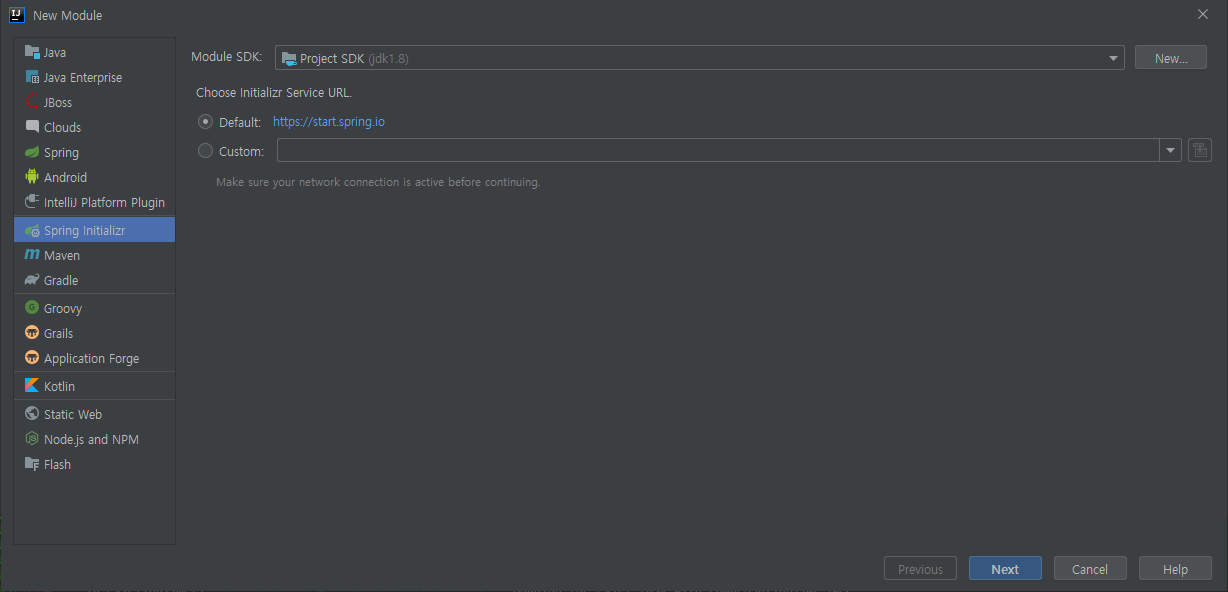 New Module
Java
Java Enterprise
JBoss
Clouds
Spring
Android
IntelliJ Platform Plugin
Spring Initializr
Maven
Gradle
Groovy
Grails
Application Forge
Kotlin
Static Web
Node.js and NPM
Flash
Module SDK: Project SDK (jdk1.8) New...
Choose Initializr Service URL.
Default: https://start.spring.io
Custom:
Make sure your network connection is active before continuing.
Previous Next Cancel Help